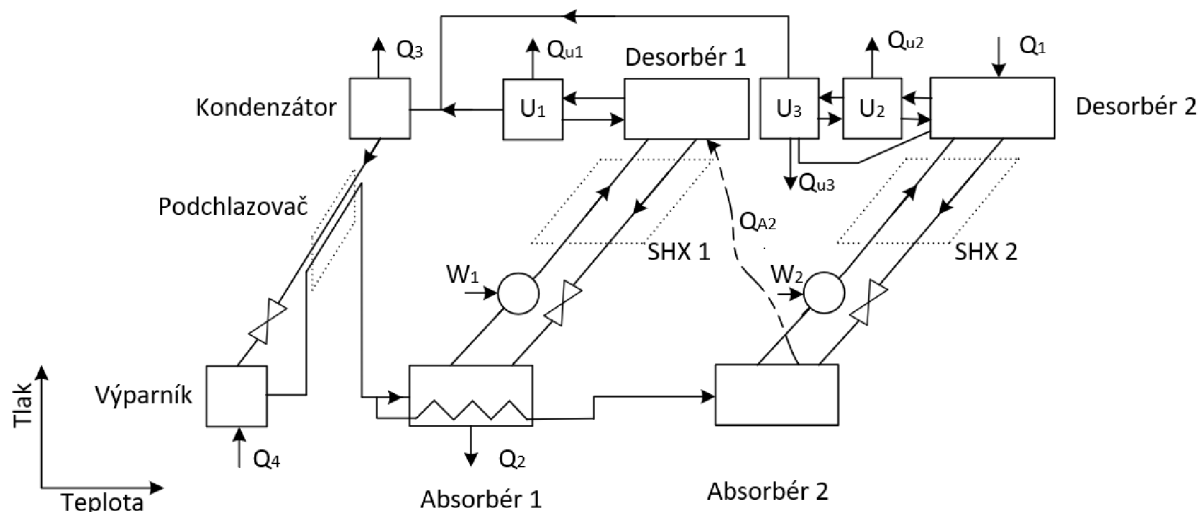 Q3
Qu1
Desorbér 1
Qu2
Q1
Kondenzátor
U1
U3
U2
Desorbér 2
Qu3
Podchlazovač
QA2
SHX 1
SHX 2
W1
W2
Výparník
Tlak
Q4
Q2
Teplota
Absorbér 1
Absorbér 2